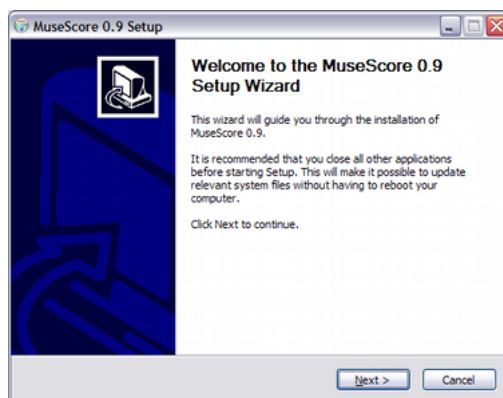 MuseScore 0.9 Setup
Welcome to the MuseScore 0.9
Setup Wizard
This wizard will guide you through the installation of
MuseScore 0.9.
It is recommended that you close all other applications
before starting Setup. This will make it possible to update
relevant system files without having to reboot your
computer.
Click Next to continue.
Next >
Cancel